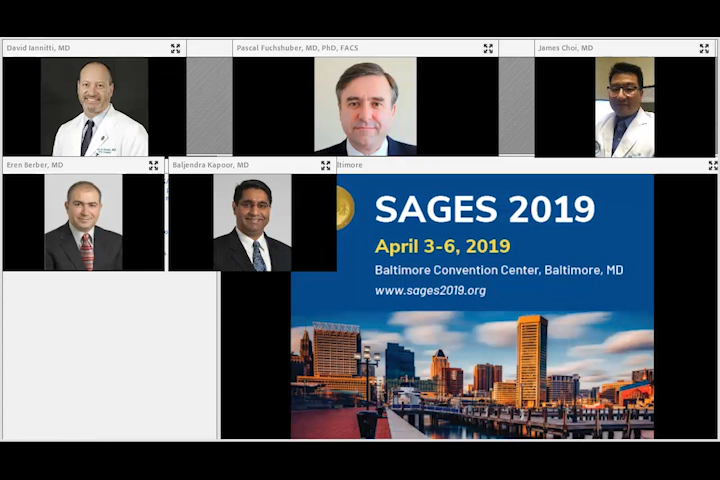 David Iannitti, MD
Pascal Fuchshuber, MD, PhD, FACS
James Choi, MD
Eren Berber, MD
Baljendra Kapoor, MD
ltimore
SAGES 2019
April 3-6, 2019
Baltimore Convention Center, Baltimore, MD
www.sages2019.org